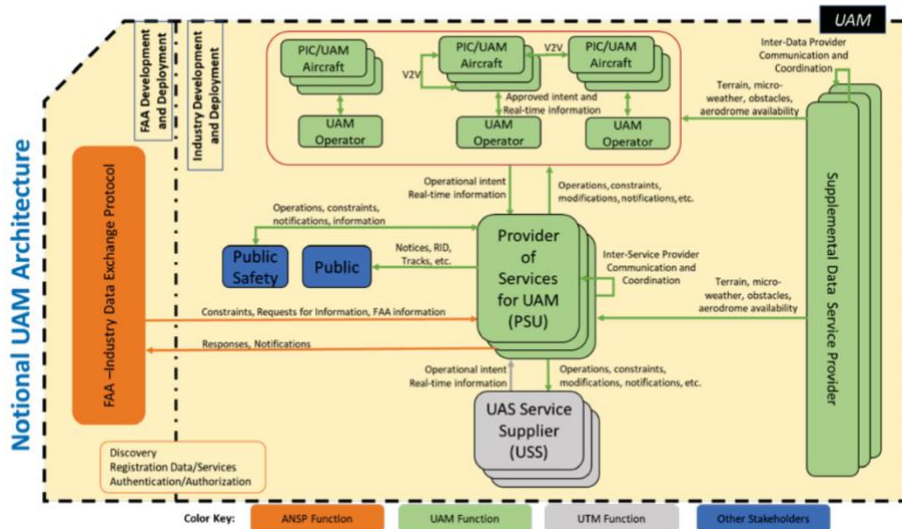 UAM
Notional UAM Architecture
FAA Development
and Deployment
Industry Development
and Deployment
PIC/UAM
Aircraft
V2V
PIC/UAM
Aircraft
V2V
PIC/UAM
Aircraft
Approved intent and
Real-time information
UAM
Operator
UAM
Operator
UAM
Operator
Inter-Data Provider
Communication and
Coordination
Terrain, micro-
weather, obstacles,
aerodrome availability
Supplemental Data Service Provider
FAA –Industry Data Exchange Protocol
Operational intent
Real-time information
Operations, constraints,
modifications, notifications, etc.
Operations, constraints,
notifications, information
Public
Safety
Public
Notices, RID,
Tracks, etc.
Provider
of
Services
for UAM
(PSU)
Inter-Service Provider
Communication and
Coordination
Terrain, micro-
weather, obstacles,
aerodrome availability
Constraints, Requests for Information, FAA information
Responses, Notifications
Operational intent
Real-time information
Operations, constraints,
modifications, notifications, etc.
UAS Service
Supplier
(USS)
Discovery
Registration Data/Services
Authentication/Authorization
Color Key:
ANSP Function
UAM Function
UTM Function
Other Stakeholders